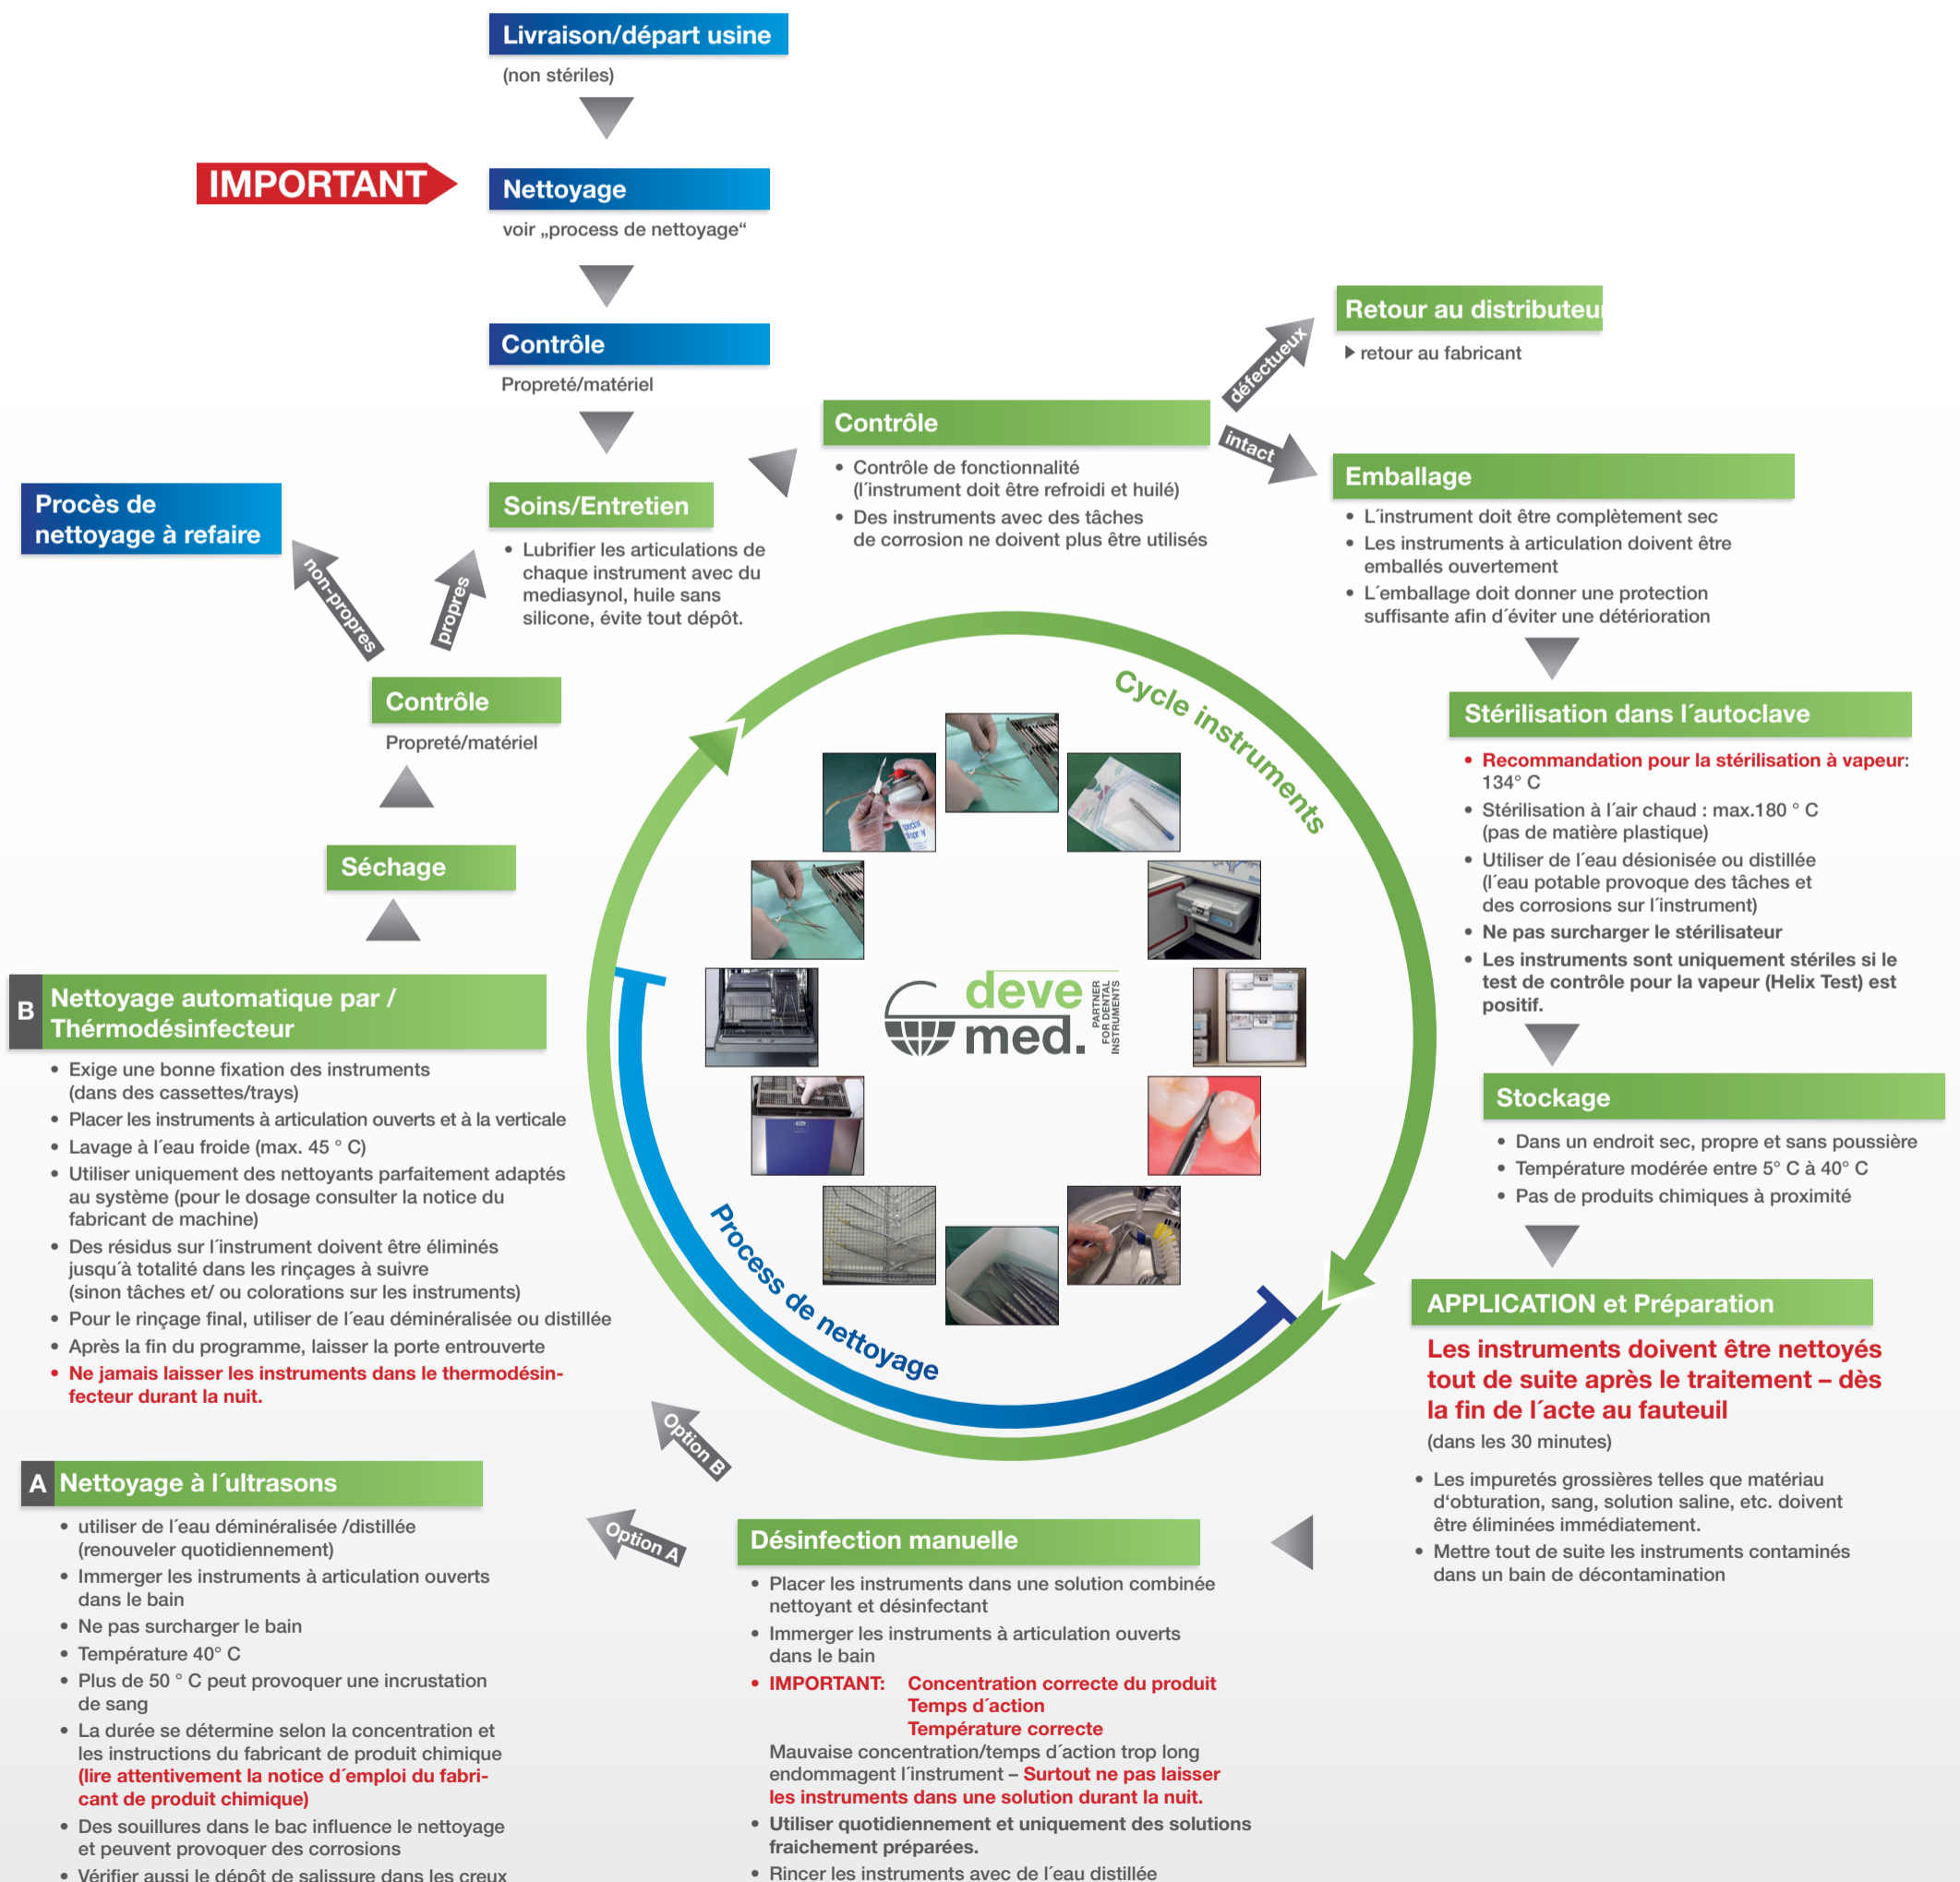 Livraison/départ usine
(non stériles)
IMPORTANT
Nettoyage
voir „process de nettoyage“
Contrôle
Propreté/matériel
Soins/Entretien
• Lubrifier les articulations de
chaque instrument avec du
mediasynol, huile sans
silicone, évite tout dépôt.
Contrôle
• Contrôle de fonctionnalité
(l´instrument doit être refroidi et huilé)
• Des instruments avec des tâches
de corrosion ne doivent plus être utilisés
défectueux
Retour au distributeu
retour au fabricant
intact
Emballage
• L´instrument doit être complètement sec
• Les instruments à articulation doivent être
emballés ouvertement
• L´emballage doit donner une protection
suffisante afin d´éviter une détérioration
Stérilisation dans l´autoclave
• Recommandation pour la stérilisation à vapeur:
134° C
• Stérilisation à l´air chaud : max.180 ° C
(pas de matière plastique)
• Utiliser de l´eau désionisée ou distillée
(l´eau potable provoque des tâches et
des corrosions sur l´instrument)
• Ne pas surcharger le stérilisateur
• Les instruments sont uniquement stériles si le
test de contrôle pour la vapeur (Helix Test) est
positif.
Stockage
• Dans un endroit sec, propre et sans poussière
• Température modérée entre 5° C à 40° C
• Pas de produits chimiques à proximité
APPLICATION et Préparation
Les instruments doivent être nettoyés
tout de suite après le traitement – dès
la fin de l´acte au fauteuil
(dans les 30 minutes)
• Les impuretés grossières telles que matériau
d‘obturation, sang, solution saline, etc. doivent
être éliminées immédiatement.
• Mettre tout de suite les instruments contaminés
dans un bain de décontamination
Désinfection manuelle
• Placer les instruments dans une solution combinée
nettoyant et désinfectant
• Immerger les instruments à articulation ouverts
dans le bain
• IMPORTANT: Concentration correcte du produit
Temps d´action
Température correcte
Mauvaise concentration/temps d´action trop long
endommagent l´instrument – Surtout ne pas laisser
les instruments dans une solution durant la nuit.
• Utiliser quotidiennement et uniquement des solutions
fraichement préparées.
• Rincer les instruments avec de l´eau distillée
Option A
Option B
A Nettoyage à l´ultrasons
• utiliser de l´eau déminéralisée /distillée
(renouveler quotidiennement)
• Immerger les instruments à articulation ouverts
dans le bain
• Ne pas surcharger le bain
• Température 40° C
• Plus de 50 ° C peut provoquer une incrustation
de sang
• La durée se détermine selon la concentration et
les instructions du fabricant de produit chimique
(lire attentivement la notice d´emploi du fabri-
cant de produit chimique)
• Des souillures dans le bac influence le nettoyage
et peuvent provoquer des corrosions
• Vérifier aussi le dépôt de salissure dans les creux
B Nettoyage automatique par /
Thérmodésinfecteur
• Exige une bonne fixation des instruments
(dans des cassettes/trays)
• Placer les instruments à articulation ouverts et à la verticale
• Lavage à l´eau froide (max. 45 ° C)
• Utiliser uniquement des nettoyants parfaitement adaptés
au système (pour le dosage consulter la notice du
fabricant de machine)
• Des résidus sur l´instrument doivent être éliminés
jusqu´à totalité dans les rinçages à suivre
(sinon tâches et/ ou colorations sur les instruments)
• Pour le rinçage final, utiliser de l´eau déminéralisée ou distillée
• Après la fin du programme, laisser la porte entrouverte
• Ne jamais laisser les instruments dans le thermodésin-
fecteur durant la nuit.
Séchage
Contrôle
Propreté/matériel
non-propres
propres
Procès de
nettoyage à refaire
Cycle instruments
Process de nettoyage
deve
med.
PARTNER
FOR DENTAL
INSTRUMENTS